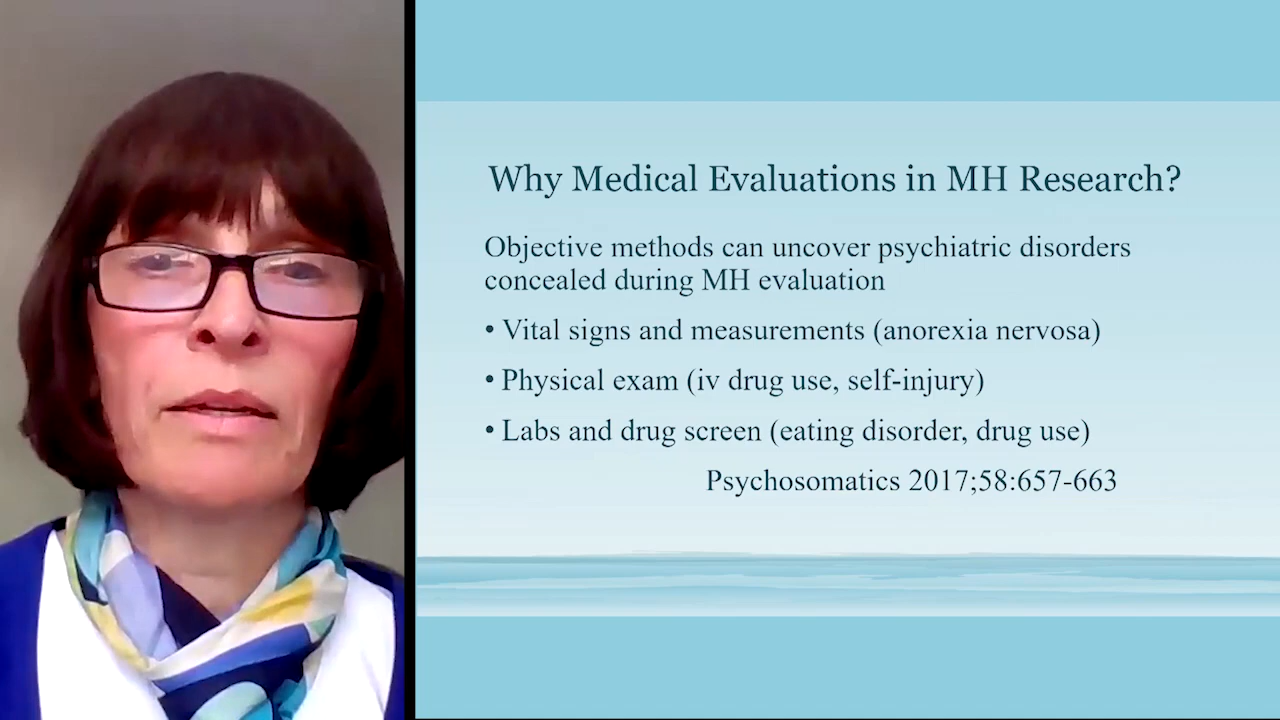 Why Medical Evaluations in MH Research?
Objective methods can uncover psychiatric disorders
concealed during MH evaluation
• Vital signs and measurements (anorexia nervosa)
• Physical exam (iv drug use, self-injury)
• Labs and drug screen (eating disorder, drug use)
Psychosomatics 2017;58:657-663